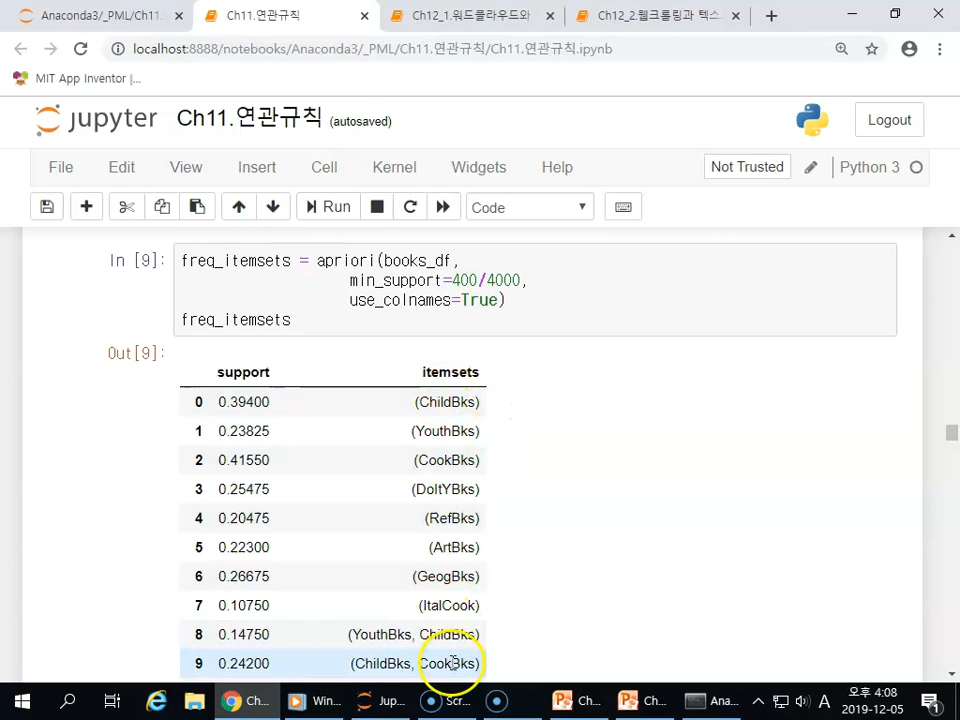 Anaconda3/_PML/Ch11.
Ch11.연관규칙
Ch12_1.워드클라우드와
Ch12_2.웹크롤링과 텍스
localhost:8888/notebooks/Anaconda3/_PML/Ch11.연관규칙/Ch11.연관규칙.ipynb
MIT App Inventor |...
jupyter Ch11.연관규칙 (autosaved) Logout
File Edit View Insert Cell Kernel Widgets Help Not Trusted Python 3
Run Code
In [9]: freq_itemsets = apriori(books_df,
min_support=400/4000,
use_colnames=True)
freq_itemsets
Out[9]:
support itemsets
0 0.39400 (ChildBks)
1 0.23825 (YouthBks)
2 0.41550 (CookBks)
3 0.25475 (DoItYBks)
4 0.20475 (RefBks)
5 0.22300 (ArtBks)
6 0.26675 (GeogBks)
7 0.10750 (ItalCook)
8 0.14750 (YouthBks, ChildBks)
9 0.24200 (ChildBks, CookBks)
Ch... Win... Jup... Scr... Ch... Ch... Ana... A 오후 4:08
2019-12-05 1